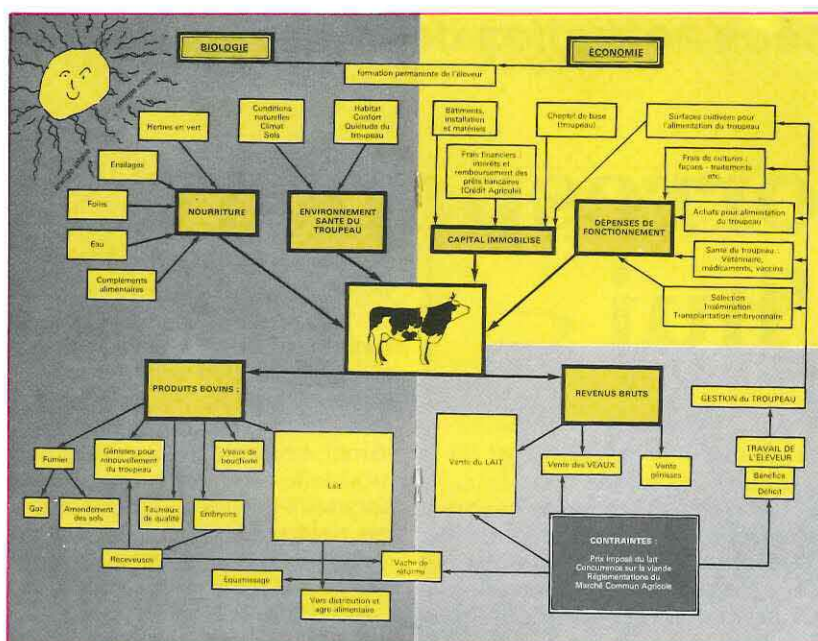 BIOLOGIE
ÉCONOMIE
formation permanente de l'éleveur
énergie solaire
énergie solaire
Herbes en vert
Conditions
naturelles
Climat
Sols
Habitat
Confort
Quiétude du
troupeau
Bâtiments,
installation
et matériels
Cheptel de base
(troupeau)
Surfaces cultivées pour
l'alimentation du troupeau
Ensilages
Frais financiers :
intérêts et
remboursement des
prêts bancaires
(Crédit Agricole)
Frais de cultures :
façons - traitements
etc.
Foins
NOURRITURE
ENVIRONNEMENT
SANTÉ DU
TROUPEAU
CAPITAL IMMOBILISÉ
DÉPENSES DE
FONCTIONNEMENT
Achats pour alimentation
du troupeau
Eau
Santé du troupeau :
Vétérinaire,
médicaments, vaccins
Compléments
alimentaires
Sélection
Insémination
Transplantation embryonnaire
PRODUITS BOVINS :
REVENUS BRUTS
GESTION du TROUPEAU
Fumier
Génisses pour
renouvellement
du troupeau
Veaux de
boucherie
Lait
Vente du LAIT
Vente des VEAUX
Vente
génisses
TRAVAIL DE
L'ÉLEVEUR
Bénéfice
Déficit
Gaz
Amendement
des sols
Taureaux
de qualité
Embryons
CONTRAINTES :
Prix imposé du lait
Concurrence sur la viande
Réglementations du
Marché Commun Agricole
Receveuses
Vache de
réforme
Équarrissage
Vers distribution et
agro alimentaire